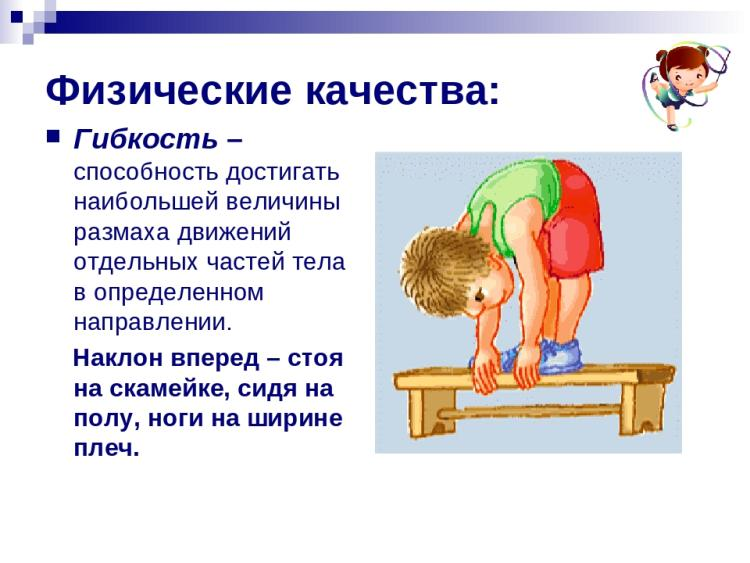 Физические качества:
Гибкость –
способность достигать
наибольшей величины
размаха движений
отдельных частей тела
в определенном
направлении.
Наклон вперед – стоя
на скамейке, сидя на
полу, ноги на ширине
плеч.